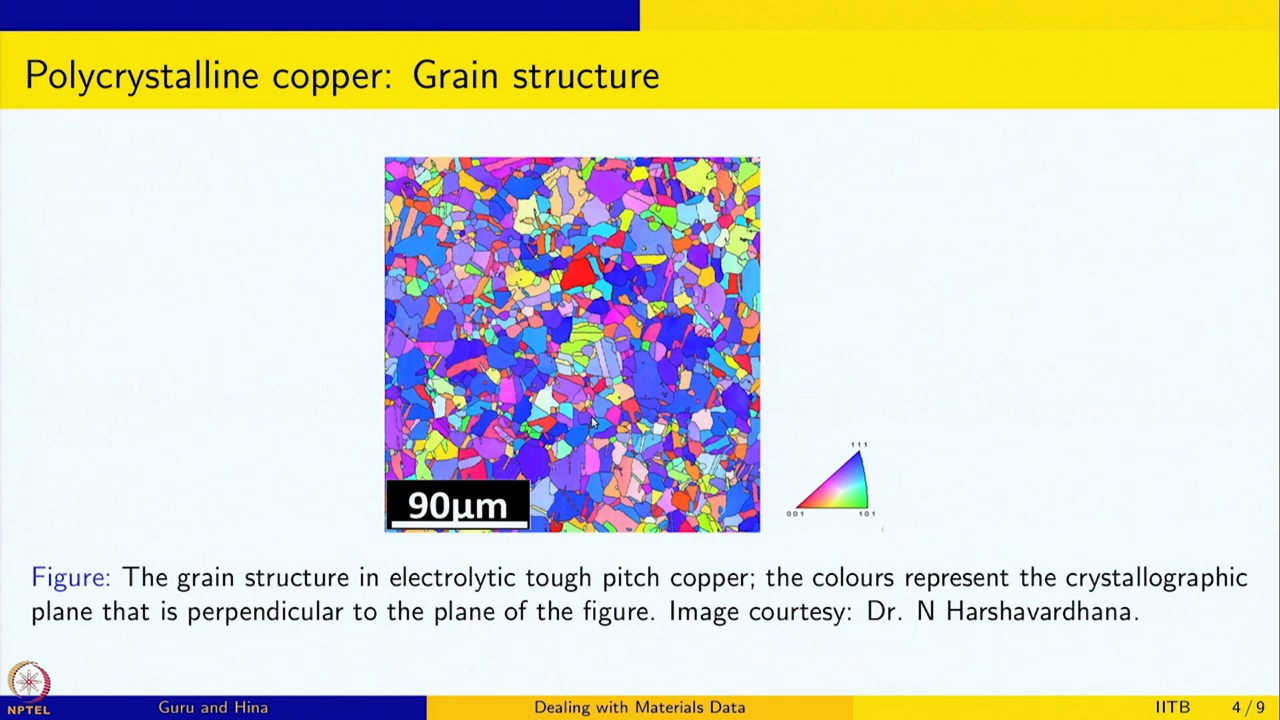 Polycrystalline copper: Grain structure
90μm
111
001
101
Figure: The grain structure in electrolytic tough pitch copper; the colours represent the crystallographic
plane that is perpendicular to the plane of the figure. Image courtesy: Dr. N Harshavardhana.
NPTEL
Guru and Hina
Dealing with Materials Data
IITB
4 / 9